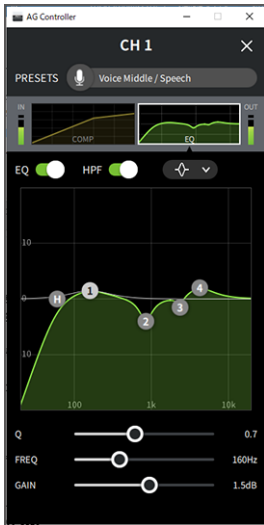 AG Controller
CH 1
PRESETS Voice Middle / Speech
IN COMP EQ OUT
EQ HPF
10
0
H 1 2 3 4
10
100 1k 10k
Q 0.7
FREQ 160Hz
GAIN 1.5dB